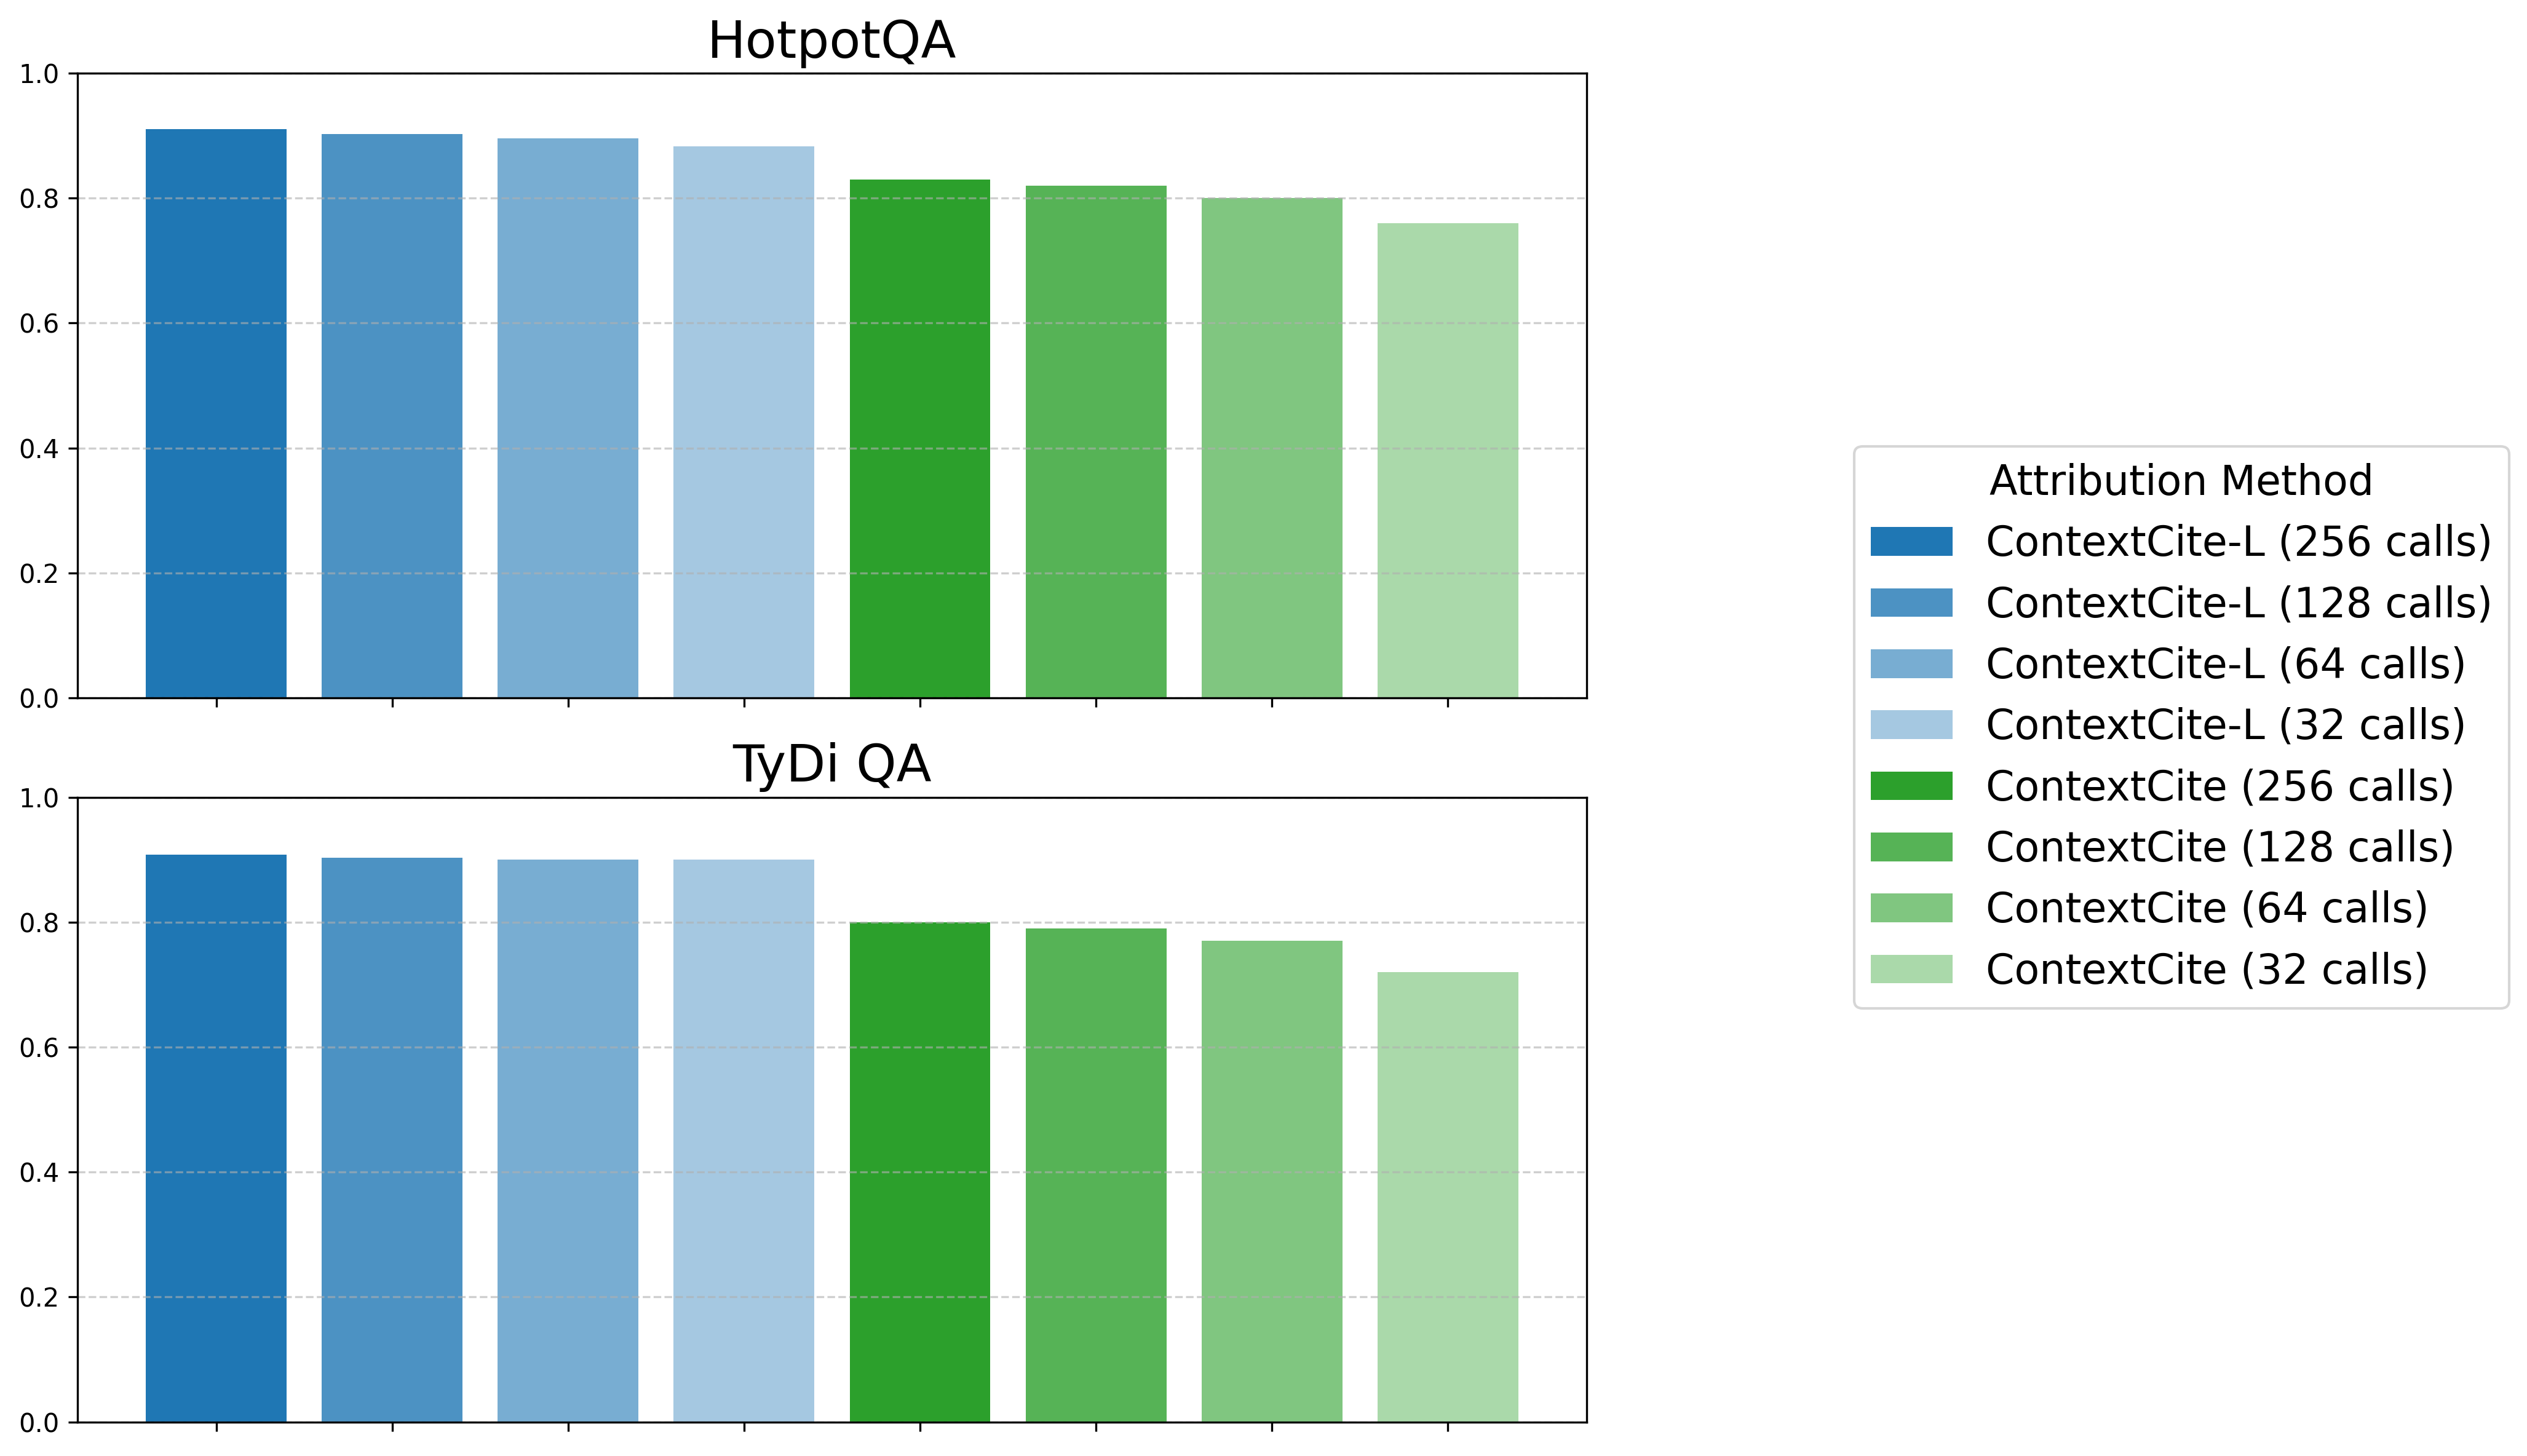 HotpotQA
1.0
0.8
0.6
0.4
0.2
0.0
TyDi QA
1.0
0.8
0.6
0.4
0.2
0.0
Attribution Method
ContextCite-L (256 calls)
ContextCite-L (128 calls)
ContextCite-L (64 calls)
ContextCite-L (32 calls)
ContextCite (256 calls)
ContextCite (128 calls)
ContextCite (64 calls)
ContextCite (32 calls)